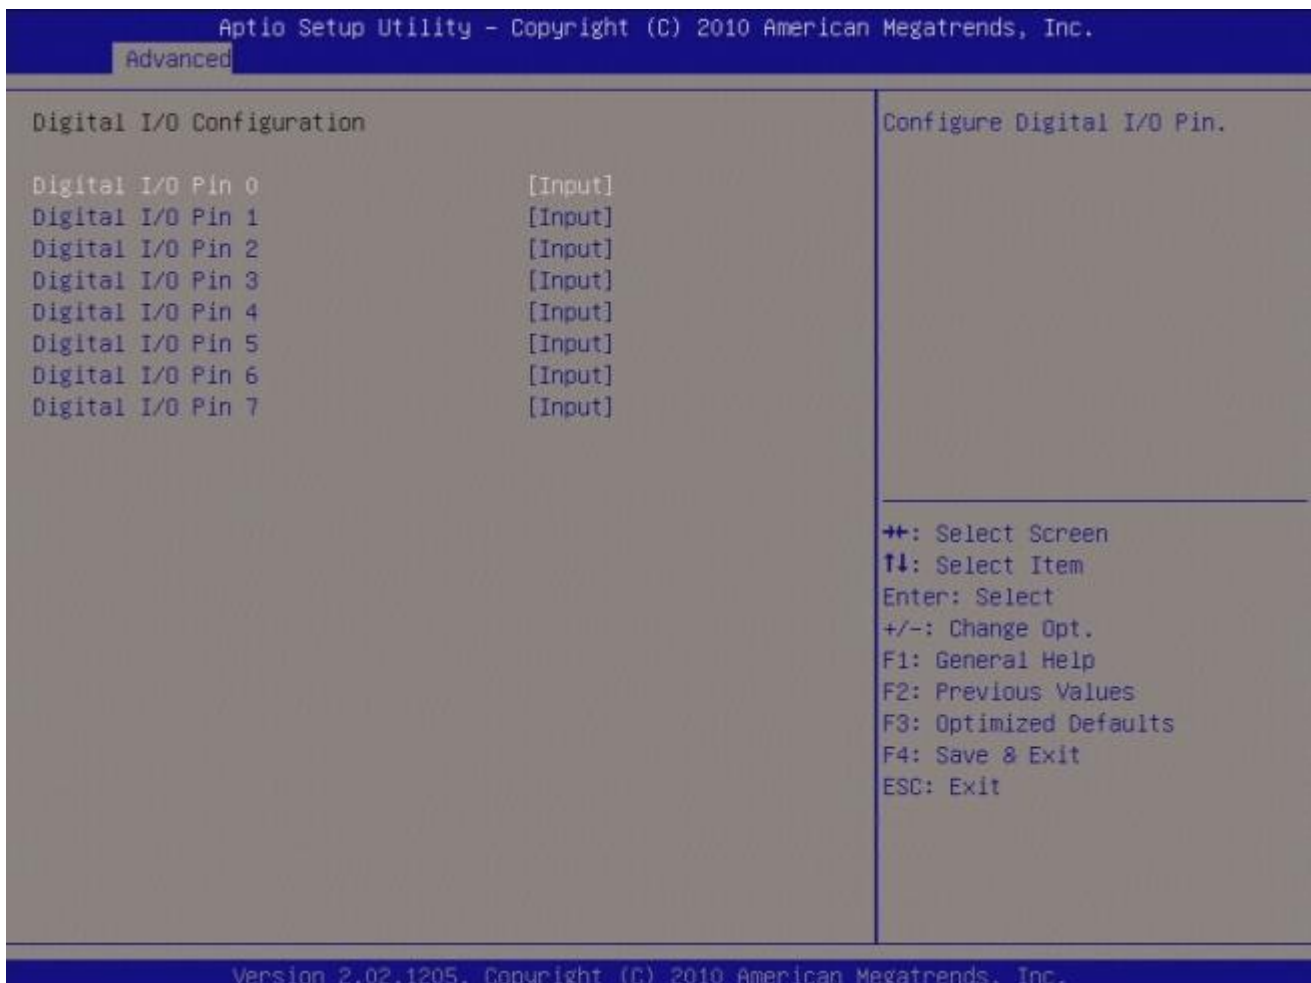 Aptio Setup Utility – Copyright (C) 2010 American Megatrends, Inc.
Advanced
Digital I/O Configuration
Digital I/O Pin 0 [Input]
Digital I/O Pin 1 [Input]
Digital I/O Pin 2 [Input]
Digital I/O Pin 3 [Input]
Digital I/O Pin 4 [Input]
Digital I/O Pin 5 [Input]
Digital I/O Pin 6 [Input]
Digital I/O Pin 7 [Input]
Configure Digital I/O Pin.
→←: Select Screen
↑↓: Select Item
Enter: Select
+/-: Change Opt.
F1: General Help
F2: Previous Values
F3: Optimized Defaults
F4: Save & Exit
ESC: Exit
Version 2.02.1205. Copyright (C) 2010 American Megatrends, Inc.